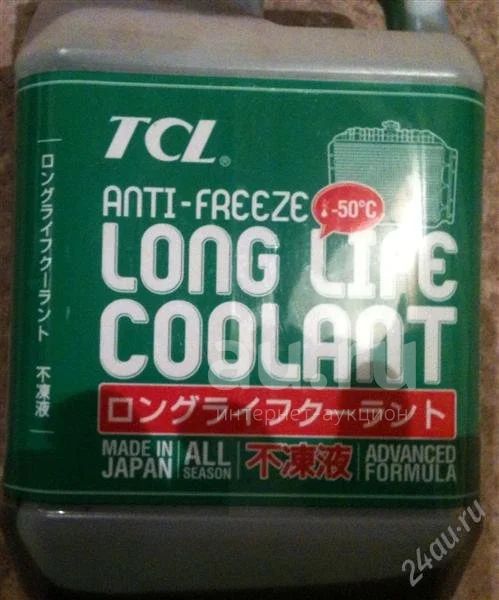 TCL®
ANTI-FREEZE
-50°C
LONG LIFE
COOLANT
ロングライフクーラント
MADE IN
JAPAN
ALL
SEASON
不凍液
ADVANCED
FORMULA
ロングライフクーラント 不凍液
au.ru
интернет-аукцион
24au.ru